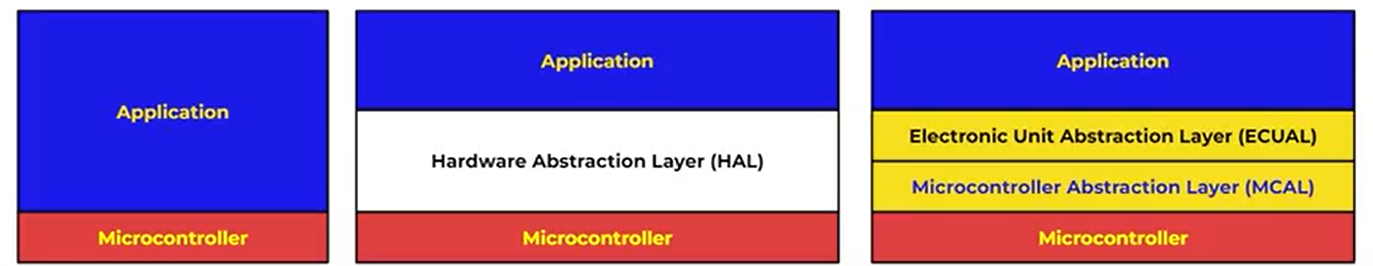 Application
Microcontroller
Application
Hardware Abstraction Layer (HAL)
Microcontroller
Application
Electronic Unit Abstraction Layer (ECUAL)
Microcontroller Abstraction Layer (MCAL)
Microcontroller